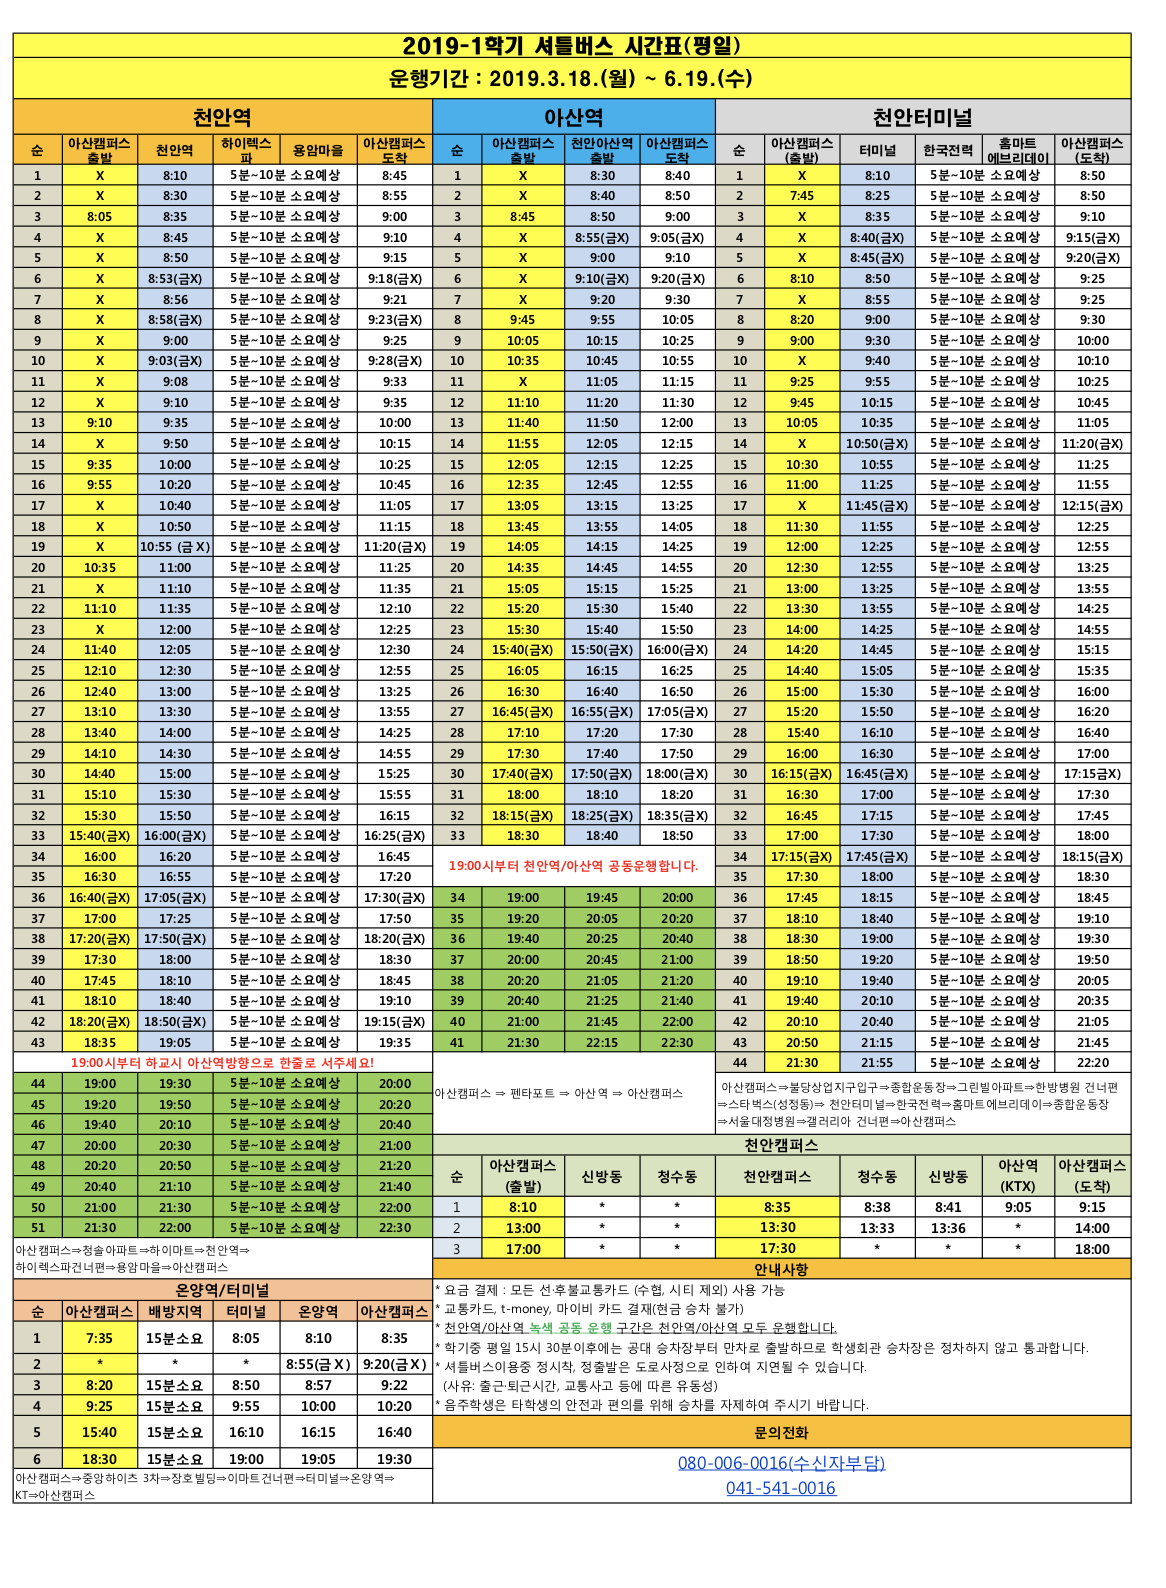 2019-1학기 셔틀버스 시간표(평일)
운행기간 : 2019.3.18.(월) ~ 6.19.(수)
천안역
순 아산캠퍼스 출발 천안역 하이렉스파 용암마을 아산캠퍼스 도착
1 X 8:10 5분~10분 소요예상 8:45
2 X 8:30 5분~10분 소요예상 8:55
3 8:05 8:35 5분~10분 소요예상 9:00
4 X 8:45 5분~10분 소요예상 9:10
5 X 8:50 5분~10분 소요예상 9:15
6 X 8:53(금X) 5분~10분 소요예상 9:18(금X)
7 X 8:56 5분~10분 소요예상 9:21
8 X 8:58(금X) 5분~10분 소요예상 9:23(금X)
9 X 9:00 5분~10분 소요예상 9:25
10 X 9:03(금X) 5분~10분 소요예상 9:28(금X)
11 X 9:08 5분~10분 소요예상 9:33
12 X 9:10 5분~10분 소요예상 9:35
13 9:10 9:35 5분~10분 소요예상 10:00
14 X 9:50 5분~10분 소요예상 10:15
15 9:35 10:00 5분~10분 소요예상 10:25
16 9:55 10:20 5분~10분 소요예상 10:45
17 X 10:40 5분~10분 소요예상 11:05
18 X 10:50 5분~10분 소요예상 11:15
19 X 10:55 (금X) 5분~10분 소요예상 11:20(금X)
20 10:35 11:00 5분~10분 소요예상 11:25
21 X 11:10 5분~10분 소요예상 11:35
22 11:10 11:35 5분~10분 소요예상 12:10
23 X 12:00 5분~10분 소요예상 12:25
24 11:40 12:05 5분~10분 소요예상 12:30
25 12:10 12:30 5분~10분 소요예상 12:55
26 12:40 13:00 5분~10분 소요예상 13:25
27 13:10 13:30 5분~10분 소요예상 13:55
28 13:40 14:00 5분~10분 소요예상 14:25
29 14:10 14:30 5분~10분 소요예상 14:55
30 14:40 15:00 5분~10분 소요예상 15:25
31 15:10 15:30 5분~10분 소요예상 15:55
32 15:30 15:50 5분~10분 소요예상 16:15
33 15:40(금X) 16:00(금X) 5분~10분 소요예상 16:25(금X)
34 16:00 16:20 5분~10분 소요예상 16:45
35 16:30 16:55 5분~10분 소요예상 17:20
36 16:40(금X) 17:05(금X) 5분~10분 소요예상 17:30(금X)
37 17:00 17:25 5분~10분 소요예상 17:50
38 17:20(금X) 17:50(금X) 5분~10분 소요예상 18:20(금X)
39 17:30 18:00 5분~10분 소요예상 18:30
40 17:45 18:10 5분~10분 소요예상 18:45
41 18:10 18:40 5분~10분 소요예상 19:10
42 18:20(금X) 18:50(금X) 5분~10분 소요예상 19:15(금X)
43 18:35 19:05 5분~10분 소요예상 19:35
19:00시부터 하교시 아산역방향으로 한줄로 서주세요!
44 19:00 19:30 5분~10분 소요예상 20:00
45 19:20 19:50 5분~10분 소요예상 20:20
46 19:40 20:10 5분~10분 소요예상 20:40
47 20:00 20:30 5분~10분 소요예상 21:00
48 20:20 20:50 5분~10분 소요예상 21:20
49 20:40 21:10 5분~10분 소요예상 21:40
50 21:00 21:30 5분~10분 소요예상 22:00
51 21:30 22:00 5분~10분 소요예상 22:30
아산캠퍼스⇒청솔아파트⇒하이마트⇒천안역⇒
하이렉스파건너편⇒용암마을⇒아산캠퍼스
온양역/터미널
순 아산캠퍼스 배방지역 터미널 온양역 아산캠퍼스
1 7:35 15분소요 8:05 8:10 8:35
2 * * * 8:55(금X) 9:20(금X)
3 8:20 15분소요 8:50 8:57 9:22
4 9:25 15분소요 9:55 10:00 10:20
5 15:40 15분소요 16:10 16:15 16:40
6 18:30 15분소요 19:00 19:05 19:30
아산캠퍼스⇒중앙하이츠 3차⇒장호빌딩⇒이마트건너편⇒터미널⇒온양역⇒
KT⇒아산캠퍼스
아산역
순 아산캠퍼스 출발 천안아산역 출발 아산캠퍼스 도착
1 X 8:30 8:40
2 X 8:40 8:50
3 8:45 8:50 9:00
4 X 8:55(금X) 9:05(금X)
5 X 9:00 9:10
6 X 9:10(금X) 9:20(금X)
7 X 9:20 9:30
8 9:45 9:55 10:05
9 10:05 10:15 10:25
10 10:35 10:45 10:55
11 X 11:05 11:15
12 11:10 11:20 11:30
13 11:40 11:50 12:00
14 11:55 12:05 12:15
15 12:05 12:15 12:25
16 12:35 12:45 12:55
17 13:05 13:15 13:25
18 13:45 13:55 14:05
19 14:05 14:15 14:25
20 14:35 14:45 14:55
21 15:05 15:15 15:25
22 15:20 15:30 15:40
23 15:30 15:40 15:50
24 15:40(금X) 15:50(금X) 16:00(금X)
25 16:05 16:15 16:25
26 16:30 16:40 16:50
27 16:45(금X) 16:55(금X) 17:05(금X)
28 17:10 17:20 17:30
29 17:30 17:40 17:50
30 17:40(금X) 17:50(금X) 18:00(금X)
31 18:00 18:10 18:20
32 18:15(금X) 18:25(금X) 18:35(금X)
33 18:30 18:40 18:50
19:00시부터 천안역/아산역 공동운행합니다.
34 19:00 19:45 20:00
35 19:20 20:05 20:20
36 19:40 20:25 20:40
37 20:00 20:45 21:00
38 20:20 21:05 21:20
39 20:40 21:25 21:40
40 21:00 21:45 22:00
41 21:30 22:15 22:30
아산캠퍼스 ⇒ 펜타포트 ⇒ 아산역 ⇒ 아산캠퍼스
천안터미널
순 아산캠퍼스 (출발) 터미널 한국전력 홈마트 에브리데이 아산캠퍼스 (도착)
1 X 8:10 5분~10분 소요예상 8:50
2 7:45 8:25 5분~10분 소요예상 8:50
3 X 8:35 5분~10분 소요예상 9:10
4 X 8:40(금X) 5분~10분 소요예상 9:15(금X)
5 X 8:45(금X) 5분~10분 소요예상 9:20(금X)
6 8:10 8:50 5분~10분 소요예상 9:25
7 X 8:55 5분~10분 소요예상 9:25
8 8:20 9:00 5분~10분 소요예상 9:30
9 9:00 9:30 5분~10분 소요예상 10:00
10 X 9:40 5분~10분 소요예상 10:10
11 9:25 9:55 5분~10분 소요예상 10:25
12 9:45 10:15 5분~10분 소요예상 10:45
13 10:05 10:35 5분~10분 소요예상 11:05
14 X 10:50(금X) 5분~10분 소요예상 11:20(금X)
15 10:30 10:55 5분~10분 소요예상 11:25
16 11:00 11:25 5분~10분 소요예상 11:55
17 X 11:45(금X) 5분~10분 소요예상 12:15(금X)
18 11:30 11:55 5분~10분 소요예상 12:25
19 12:00 12:25 5분~10분 소요예상 12:55
20 12:30 12:55 5분~10분 소요예상 13:25
21 13:00 13:25 5분~10분 소요예상 13:55
22 13:30 13:55 5분~10분 소요예상 14:25
23 14:00 14:25 5분~10분 소요예상 14:55
24 14:20 14:45 5분~10분 소요예상 15:15
25 14:40 15:05 5분~10분 소요예상 15:35
26 15:00 15:30 5분~10분 소요예상 16:00
27 15:20 15:50 5분~10분 소요예상 16:20
28 15:40 16:10 5분~10분 소요예상 16:40
29 16:00 16:30 5분~10분 소요예상 17:00
30 16:15(금X) 16:45(금X) 5분~10분 소요예상 17:15금X)
31 16:30 17:00 5분~10분 소요예상 17:30
32 16:45 17:15 5분~10분 소요예상 17:45
33 17:00 17:30 5분~10분 소요예상 18:00
34 17:15(금X) 17:45(금X) 5분~10분 소요예상 18:15(금X)
35 17:30 18:00 5분~10분 소요예상 18:30
36 17:45 18:15 5분~10분 소요예상 18:45
37 18:10 18:40 5분~10분 소요예상 19:10
38 18:30 19:00 5분~10분 소요예상 19:30
39 18:50 19:20 5분~10분 소요예상 19:50
40 19:10 19:40 5분~10분 소요예상 20:05
41 19:40 20:10 5분~10분 소요예상 20:35
42 20:10 20:40 5분~10분 소요예상 21:05
43 20:50 21:15 5분~10분 소요예상 21:45
44 21:30 21:55 5분~10분 소요예상 22:20
아산캠퍼스⇒불당상업지구입구⇒종합운동장⇒그린빌아파트⇒한방병원 건너편
⇒스타벅스(성정동)⇒ 천안터미널⇒한국전력⇒홈마트에브리데이⇒종합운동장
⇒서울대정병원⇒갤러리아 건너편⇒아산캠퍼스
천안캠퍼스
순 아산캠퍼스 (출발) 신방동 청수동 천안캠퍼스 청수동 신방동 아산역 (KTX) 아산캠퍼스 (도착)
1 8:10 * * 8:35 8:38 8:41 9:05 9:15
2 13:00 * * 13:30 13:33 13:36 * 14:00
3 17:00 * * 17:30 * * * 18:00
안내사항
* 요금 결제 : 모든 선·후불교통카드 (수협, 시티 제외) 사용 가능
* 교통카드, t-money, 마이비 카드 결재(현금 승차 불가)
* 천안역/아산역 녹색 공동 운행 구간은 천안역/아산역 모두 운행합니다.
* 학기중 평일 15시 30분이후에는 공대 승차장부터 만차로 출발하므로 학생회관 승차장은 정차하지 않고 통과합니다.
* 셔틀버스이용중 정시착, 정출발은 도로사정으로 인하여 지연될 수 있습니다.
(사유: 출근·퇴근시간, 교통사고 등에 따른 유동성)
* 음주학생은 타학생의 안전과 편의를 위해 승차를 자제하여 주시기 바랍니다.
문의전화
080-006-0016(수신자부담)
041-541-0016